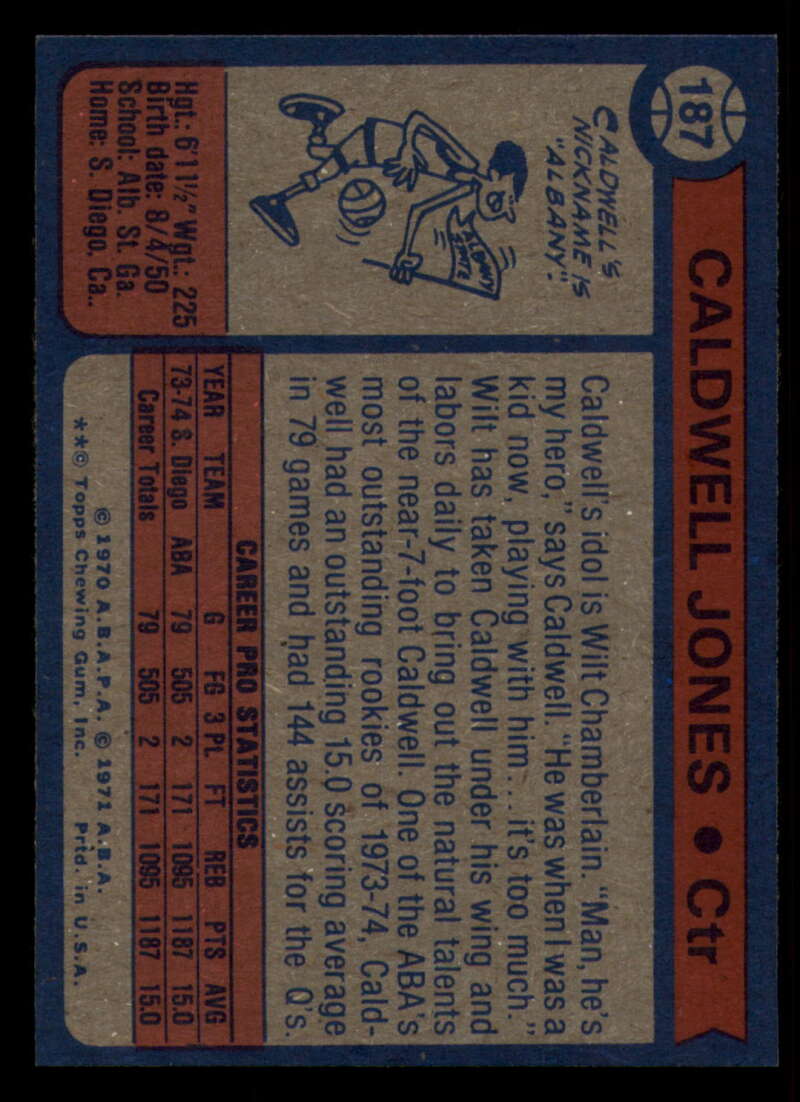 187
CALDWELL JONES • Ctr
CALDWELL'S
NICKNAME IS
"ALBANY".
ALBANY
STATE
Hgt.: 6'11½" Wgt.: 225
Birth date: 8/4/50
School: Alb. St. Ga.
Home: S. Diego, Ca..
Caldwell's idol is Wilt Chamberlain. "Man, he's
my hero," says Caldwell. "He was when I was a
kid now, playing with him ... it's too much."
Wilt has taken Caldwell under his wing and
labors daily to bring out the natural talents
of the near-7-foot Caldwell. One of the ABA's
most outstanding rookies of 1973-74, Cald-
well had an outstanding 15.0 scoring average
in 79 games and had 144 assists for the Q's.
CAREER PRO STATISTICS
YEAR TEAM G FG 3 Pt. FT REB PTS AVG
73-74 S. Diego ABA 79 505 2 171 1095 1187 15.0
Career Totals 79 505 2 171 1095 1187 15.0
© 1970 A.B.A.P.A. © 1971 A.B.A.
**© Topps Chewing Gum, Inc. Prtd. in U.S.A.